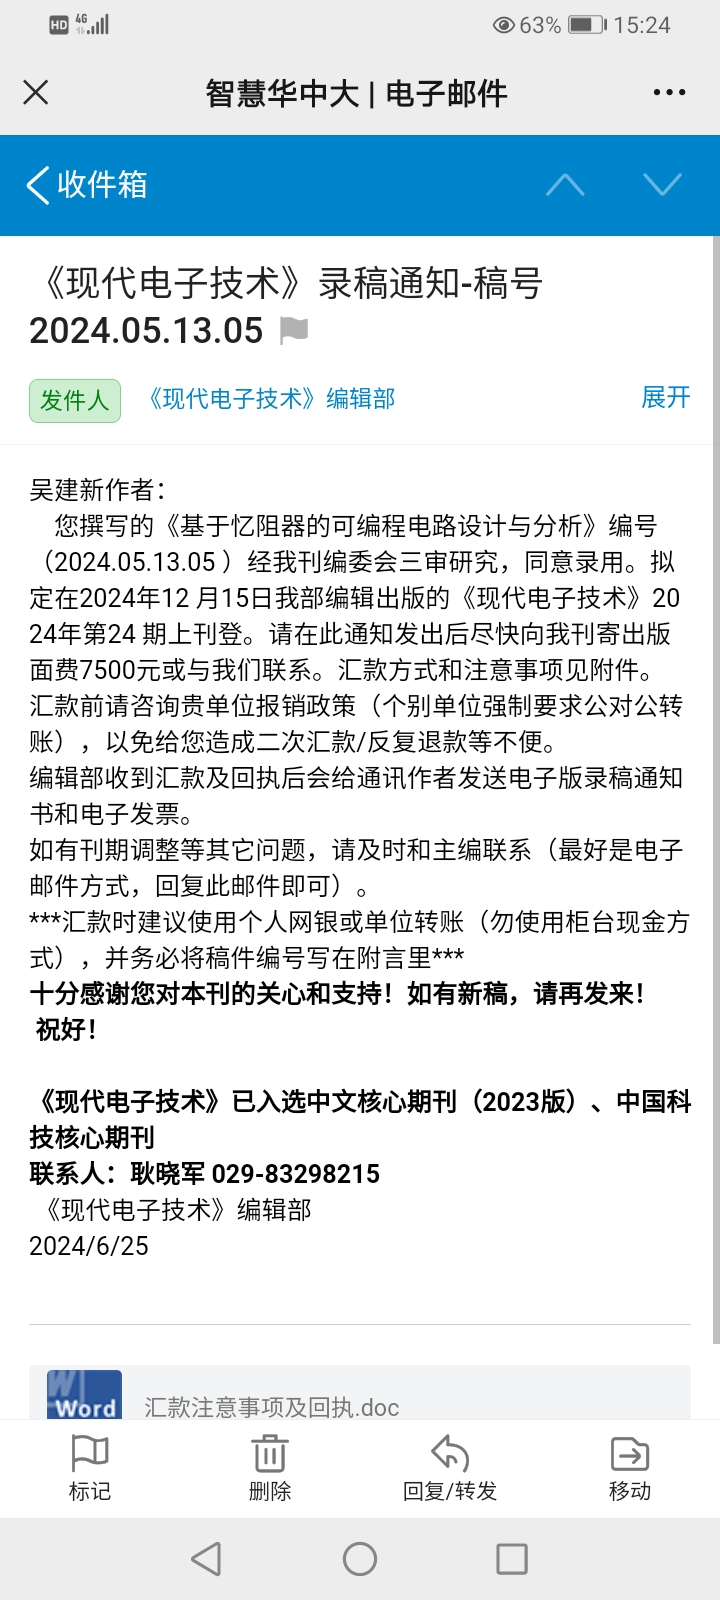 HD 4G 63% 15:24
智慧华中大 | 电子邮件
收件箱
《现代电子技术》录稿通知-稿号
2024.05.13.05
发件人 《现代电子技术》编辑部 展开
吴建新作者：
您撰写的《基于忆阻器的可编程电路设计与分析》编号
（2024.05.13.05 ）经我刊编委会三审研究，同意录用。拟
定在2024年12 月15日我部编辑出版的《现代电子技术》20
24年第24 期上刊登。请在此通知发出后尽快向我刊寄出版
面费7500元或与我们联系。汇款方式和注意事项见附件。
汇款前请咨询贵单位报销政策（个别单位强制要求公对公转
账），以免给您造成二次汇款/反复退款等不便。
编辑部收到汇款及回执后会给通讯作者发送电子版录稿通知
书和电子发票。
如有刊期调整等其它问题，请及时和主编联系（最好是电子
邮件方式，回复此邮件即可）。
***汇款时建议使用个人网银或单位转账（勿使用柜台现金方
式），并务必将稿件编号写在附言里***
十分感谢您对本刊的关心和支持！如有新稿，请再发来！
祝好！
《现代电子技术》已入选中文核心期刊（2023版）、中国科
技核心期刊
联系人：耿晓军 029-83298215
《现代电子技术》编辑部
2024/6/25
W Word 汇款注意事项及回执.doc
标记 删除 回复/转发 移动